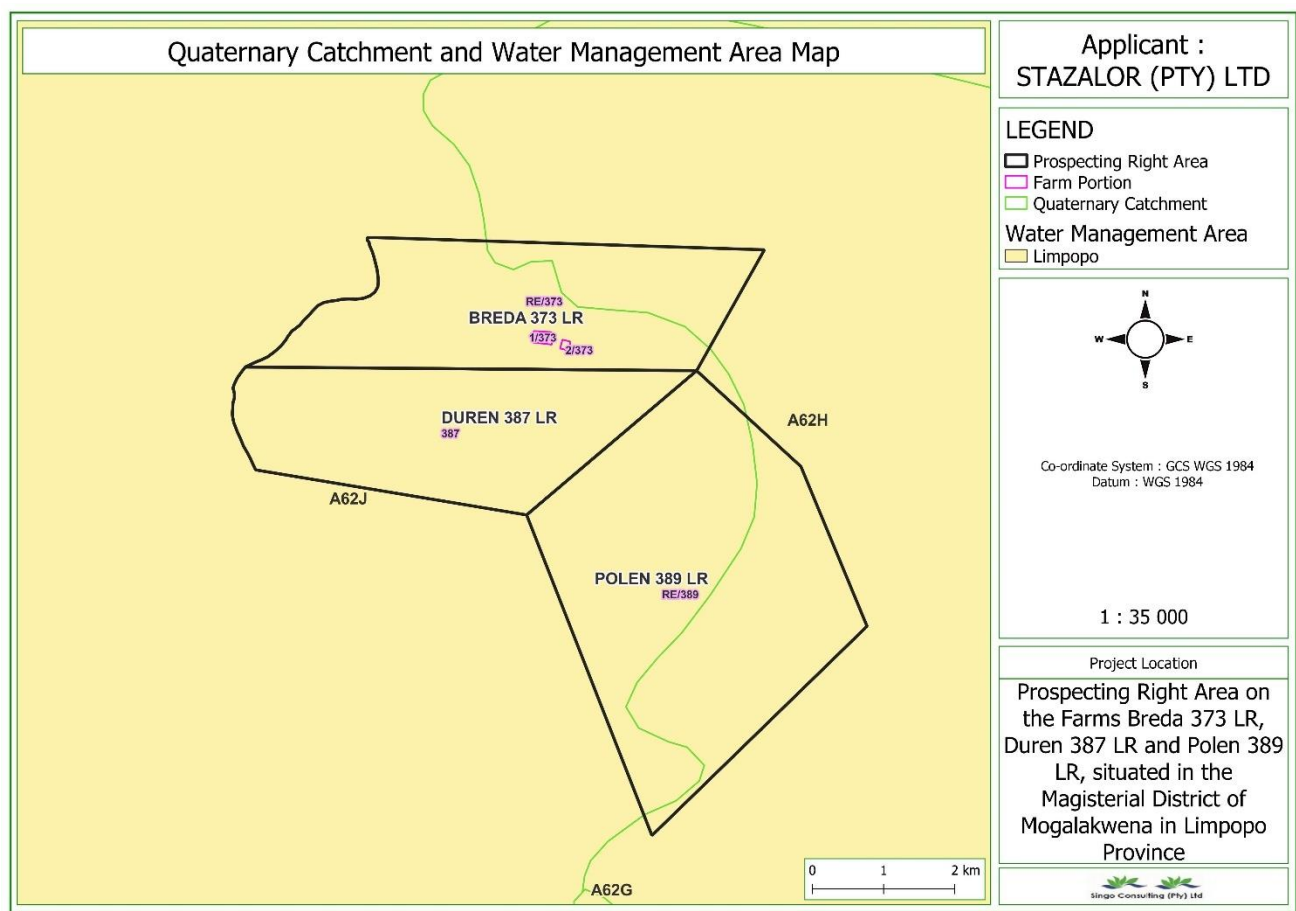 Quaternary Catchment and Water Management Area Map
RE/373
BREDA 373 LR
1/373
2/373
DUREN 387 LR
387
A62H
A62J
POLEN 389 LR
RE/389
A62G
0 1 2 km
Applicant :
STAZALOR (PTY) LTD
LEGEND
Prospecting Right Area
Farm Portion
Quaternary Catchment
Water Management Area
Limpopo
N
W E
S
Co-ordinate System : GCS WGS 1984
Datum : WGS 1984
1 : 35 000
Project Location
Prospecting Right Area on
the Farms Breda 373 LR,
Duren 387 LR and Polen 389
LR, situated in the
Magisterial District of
Mogalakwena in Limpopo
Province
Singo Consulting (Pty) Ltd